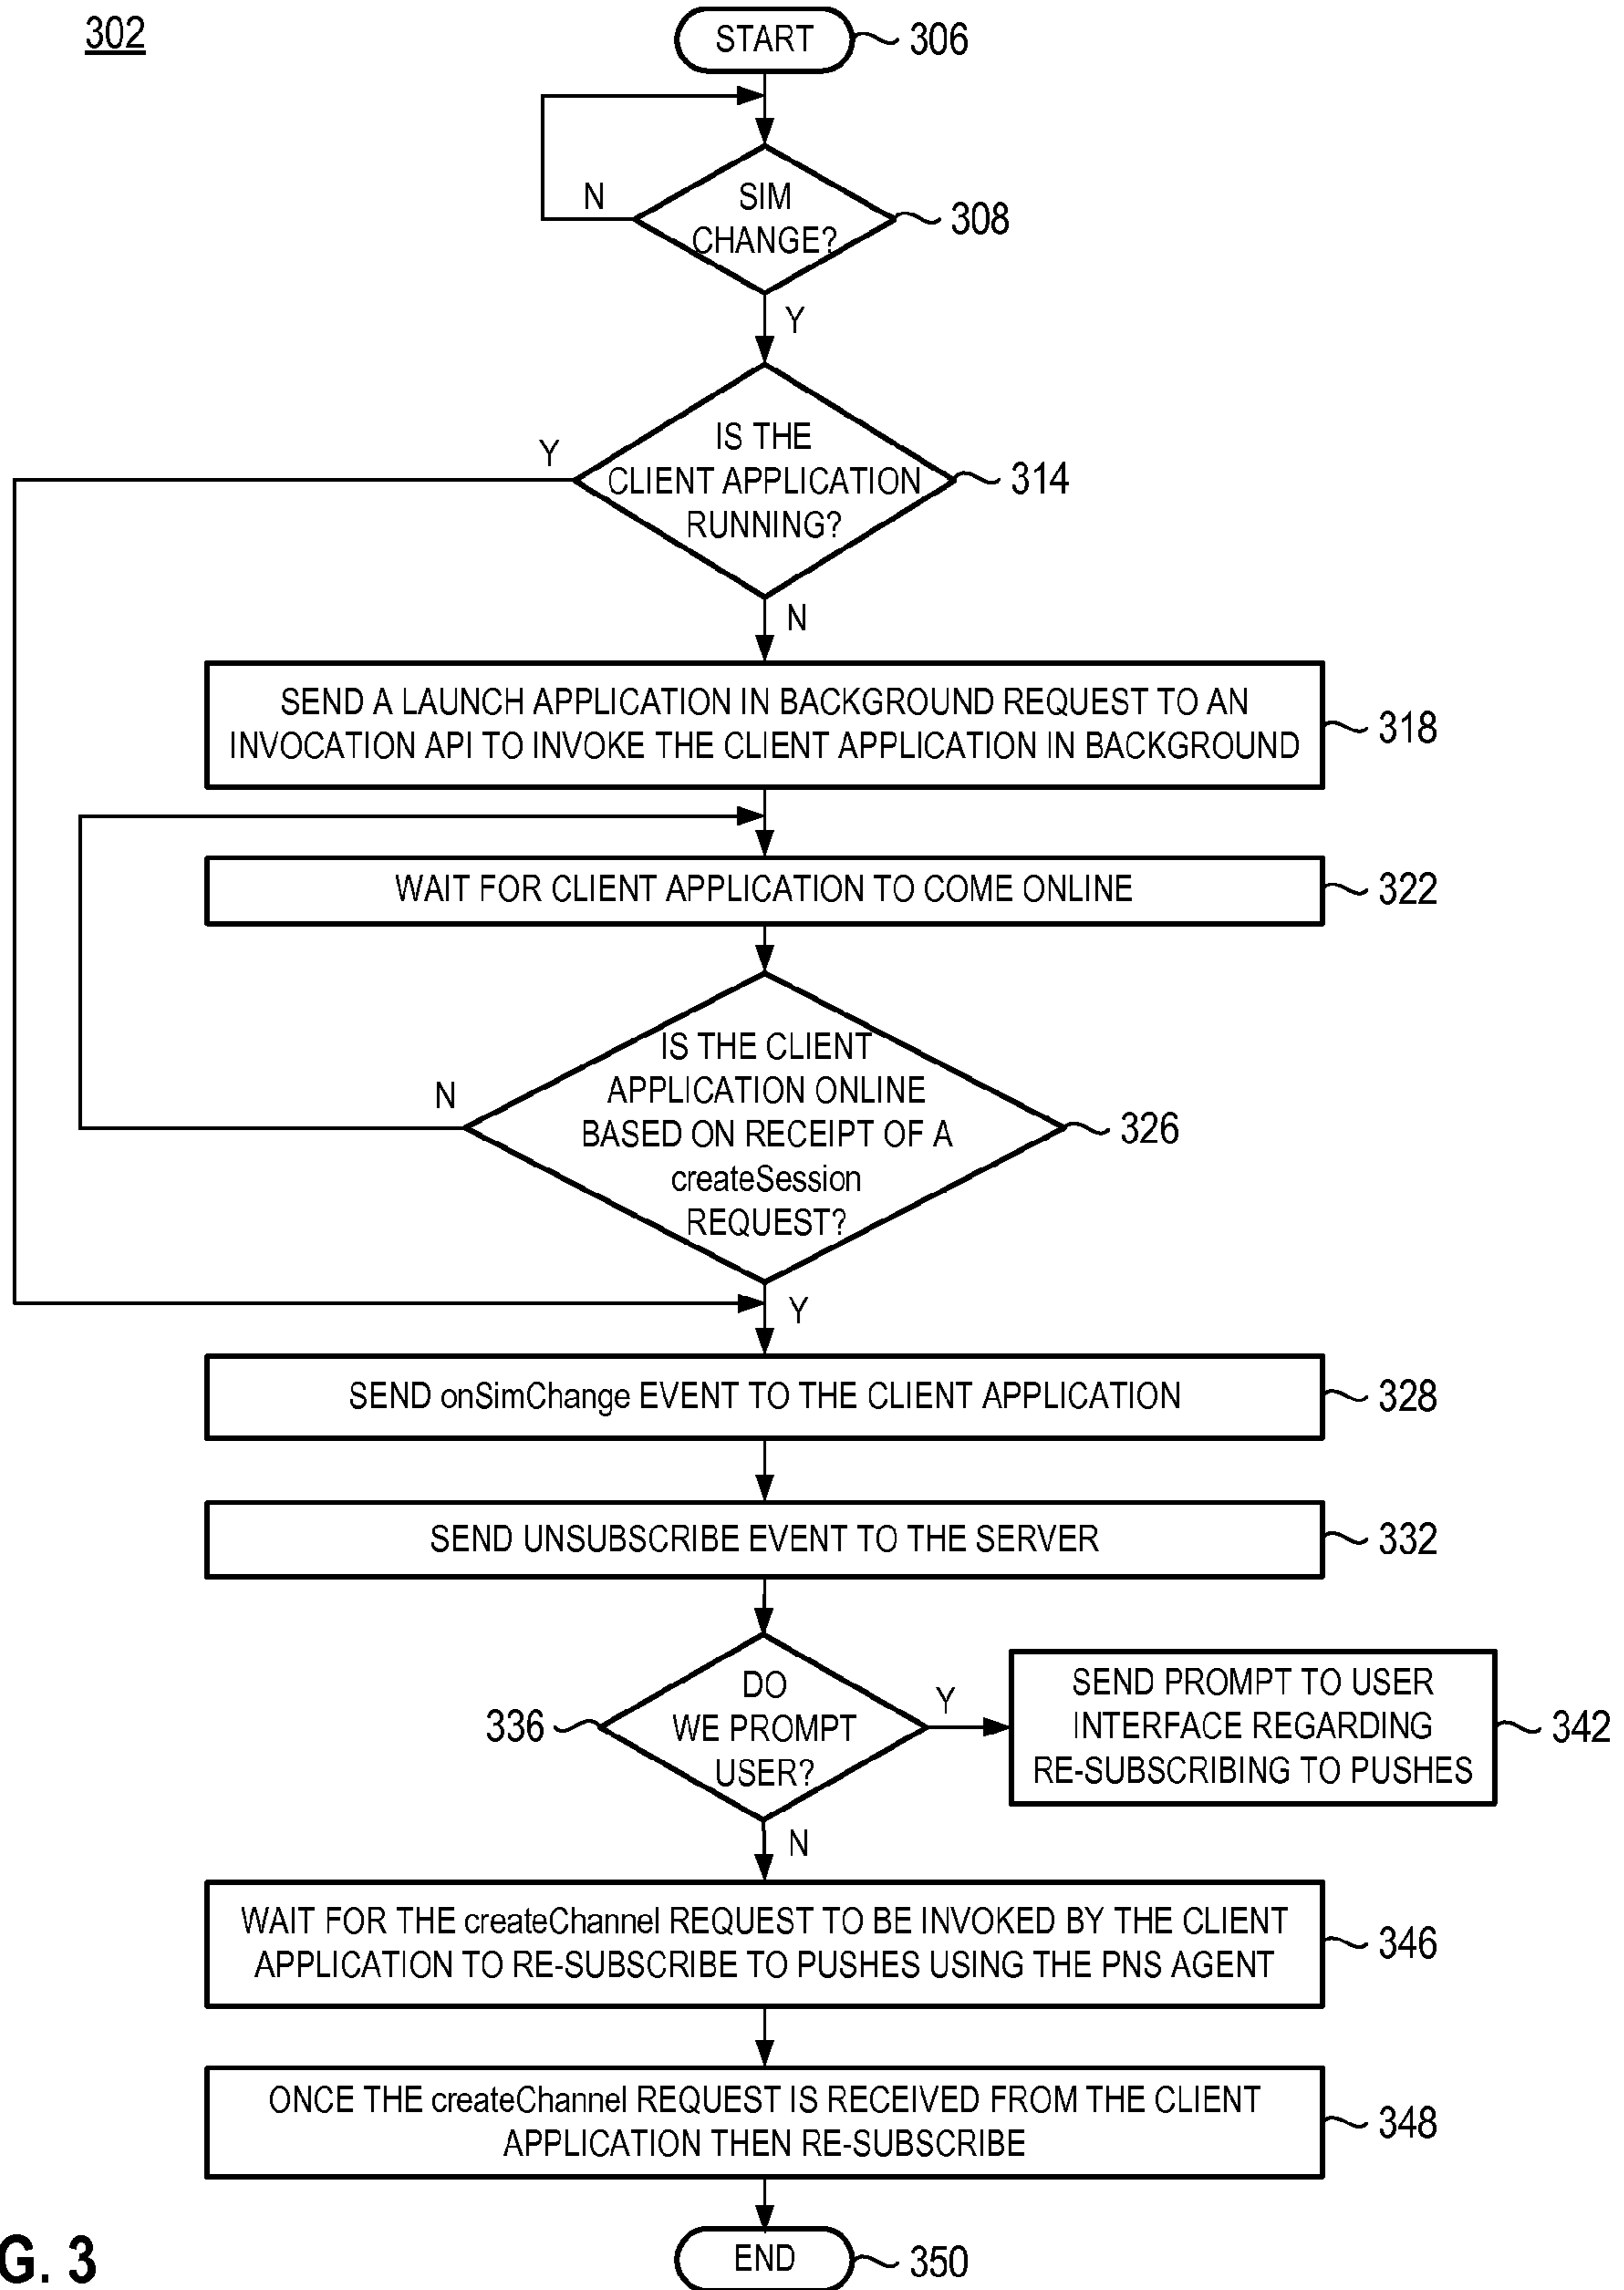 302
START
306
N
SIM
CHANGE?
308
Y
Y
IS THE
CLIENT APPLICATION
RUNNING?
314
N
SEND A LAUNCH APPLICATION IN BACKGROUND REQUEST TO AN
INVOCATION API TO INVOKE THE CLIENT APPLICATION IN BACKGROUND
318
WAIT FOR CLIENT APPLICATION TO COME ONLINE
322
N
IS THE CLIENT
APPLICATION ONLINE
BASED ON RECEIPT OF A
createSession
REQUEST?
326
Y
SEND onSimChange EVENT TO THE CLIENT APPLICATION
328
SEND UNSUBSCRIBE EVENT TO THE SERVER
332
336
DO
WE PROMPT
USER?
Y
SEND PROMPT TO USER
INTERFACE REGARDING
RE-SUBSCRIBING TO PUSHES
342
N
WAIT FOR THE createChannel REQUEST TO BE INVOKED BY THE CLIENT
APPLICATION TO RE-SUBSCRIBE TO PUSHES USING THE PNS AGENT
346
ONCE THE createChannel REQUEST IS RECEIVED FROM THE CLIENT
APPLICATION THEN RE-SUBSCRIBE
348
END
350
G. 3